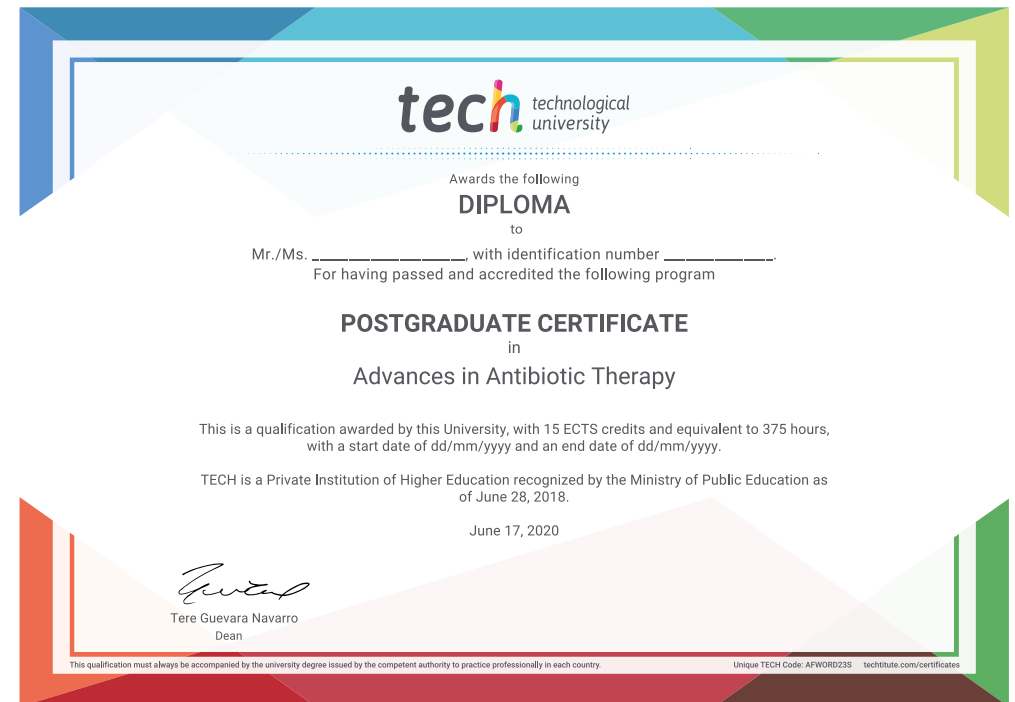 tech technological
university
Awards the following
DIPLOMA
to
Mr./Ms. ____________________, with identification number ______________.
For having passed and accredited the following program
POSTGRADUATE CERTIFICATE
in
Advances in Antibiotic Therapy
This is a qualification awarded by this University, with 15 ECTS credits and equivalent to 375 hours,
with a start date of dd/mm/yyyy and an end date of dd/mm/yyyy.
TECH is a Private Institution of Higher Education recognized by the Ministry of Public Education as
of June 28, 2018.
June 17, 2020
Tere Guevara Navarro
Dean
This qualification must always be accompanied by the university degree issued by the competent authority to practice professionally in each country.
Unique TECH Code: AFWORD23S techtitute.com/certificates